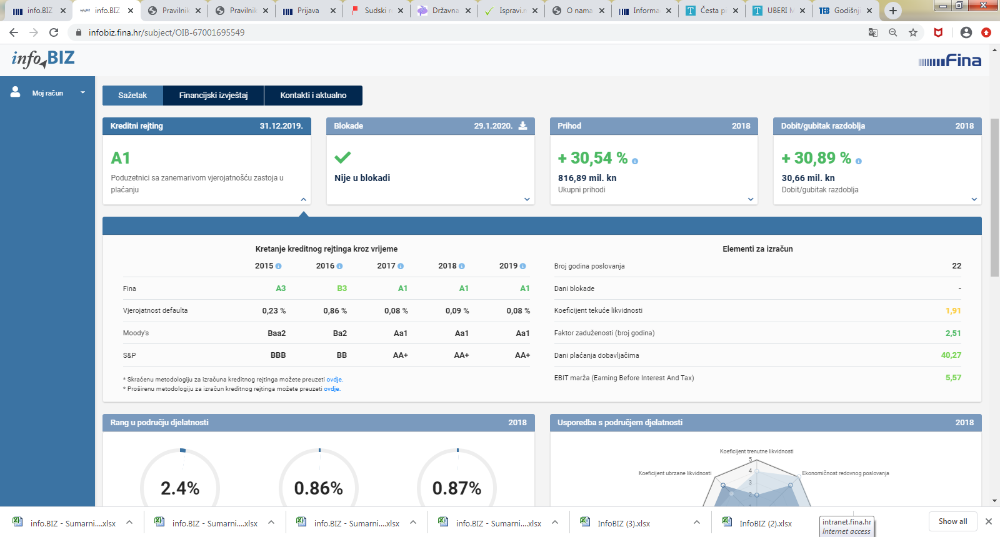 info.BIZ
info.BIZ
Pravilnik
Pravilnik
Prijava
Sudski r
Državna
Ispravi.m
O nama
Informa
Česta p
UBERI M
TEB Godišnji
infobiz.fina.hr/subject/OIB-67001695549
info.BIZ
Fina
Moj račun
Sažetak
Financijski izvještaj
Kontakti i aktualno
Kreditni rejting 31.12.2019.
A1
Poduzetnici sa zanemarivom vjerojatnošću zastoja u
plaćanju
Blokade 29.1.2020.
Nije u blokadi
Prihod 2018
+ 30,54 %
816,89 mil. kn
Ukupni prihodi
Dobit/gubitak razdoblja 2018
+ 30,89 %
30,66 mil. kn
Dobit/gubitak razdoblja
Kretanje kreditnog rejtinga kroz vrijeme
2015 2016 2017 2018 2019
Fina A3 B3 A1 A1 A1
Vjerojatnost defaulta 0,23 % 0,86 % 0,08 % 0,09 % 0,08 %
Moody's Baa2 Ba2 Aa1 Aa1 Aa1
S&P BBB BB AA+ AA+ AA+
* Skraćenu metodologiju za izračuna kreditnog rejtinga možete preuzeti ovdje.
* Proširenu metodologiju za izračun kreditnog rejtinga možete preuzeti ovdje.
Elementi za izračun
Broj godina poslovanja 22
Dani blokade -
Koeficijent tekuće likvidnosti 1,91
Faktor zaduženosti (broj godina) 2,51
Dani plaćanja dobavljačima 40,27
EBIT marža (Earning Before Interest And Tax) 5,57
Rang u području djelatnosti 2018
2.4%
0.86%
0.87%
Usporedba s područjem djelatnosti 2018
Koeficijent trenutne likvidnosti
5
Koeficijent ubrzane likvidnosti
4
Ekonomičnost redovnog poslovanja
3
2
info.BIZ - Sumarni....xlsx
info.BIZ - Sumarni....xlsx
info.BIZ - Sumarni....xlsx
info.BIZ - Sumarni....xlsx
InfoBIZ (3).xlsx
InfoBIZ (2).xlsx
intranet.fina.hr
Internet access
Show all